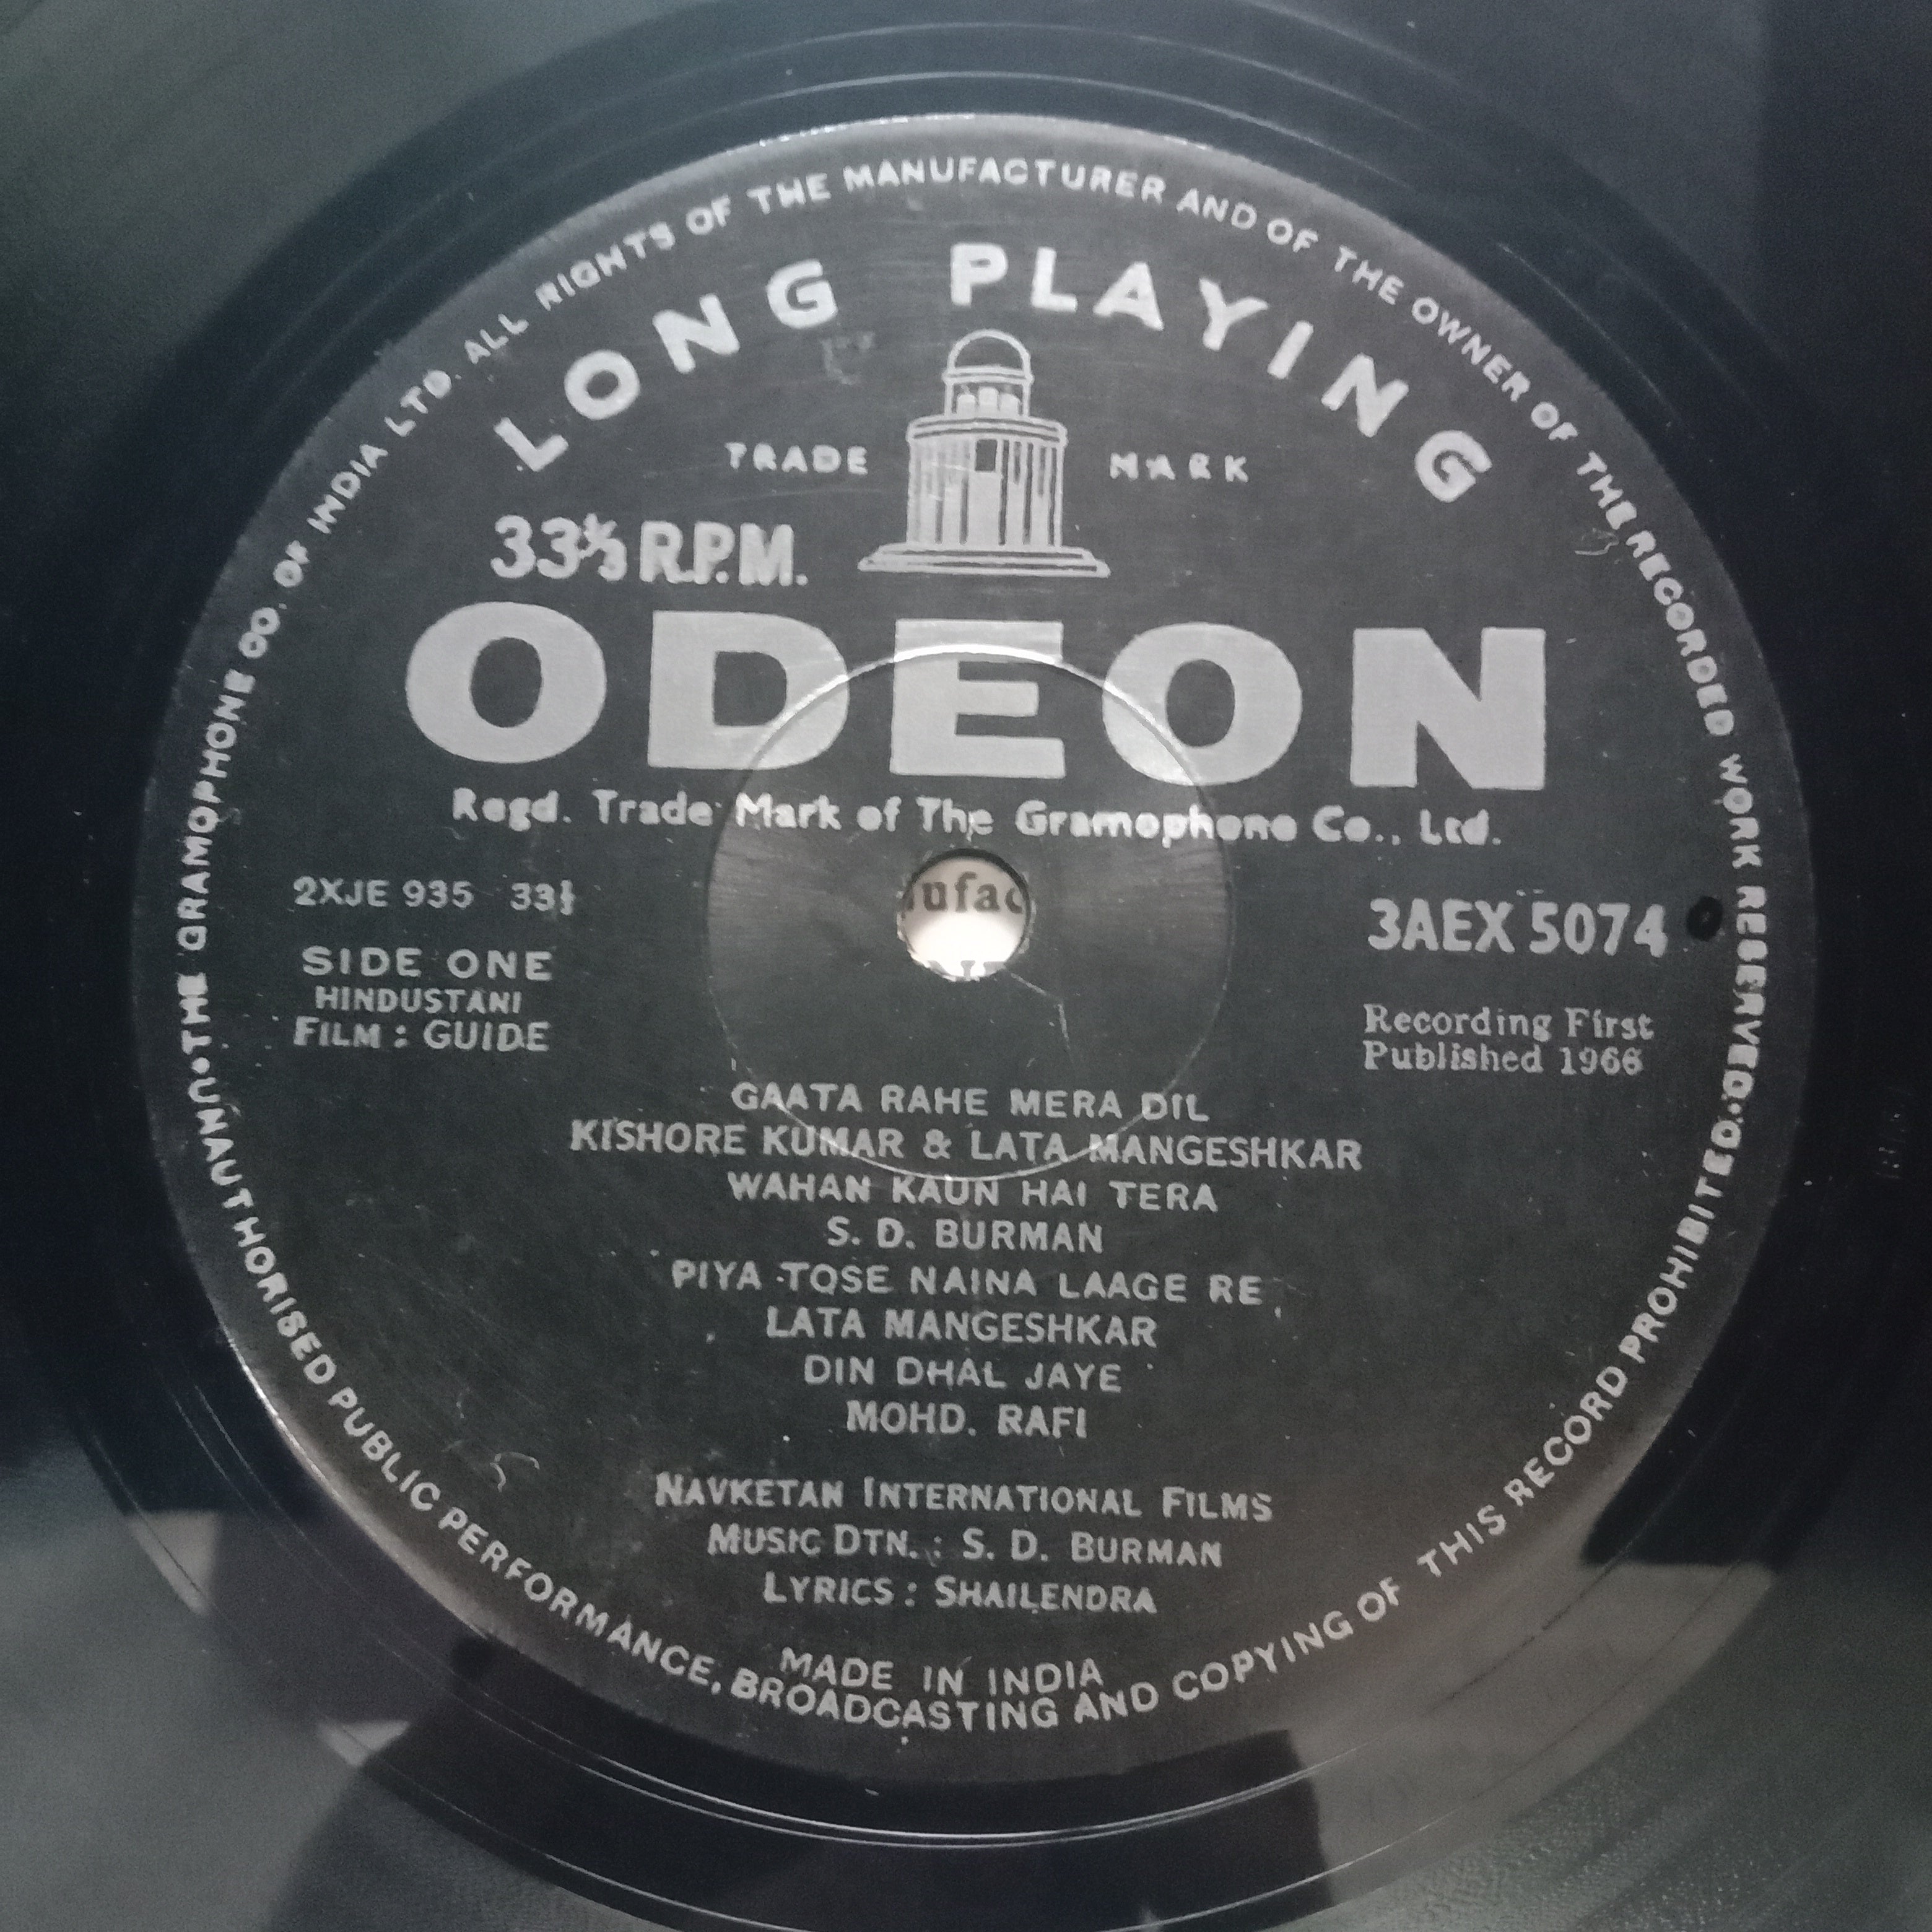 THE GRAMOPHONE CO. OF INDIA LTD. ALL RIGHTS OF THE MANUFACTURER AND OF THE OWNER OF THE RECORDED WORK RESERVED.
LONG PLAYING
TRADE MARK
33⅓ R.P.M.
ODEON
Regd. Trade Mark of The Gramophone Co., Ltd.
ufac
2XJE 935 33⅓
SIDE ONE
HINDUSTANI
FILM : GUIDE
3AEX 5074
Recording First
Published 1966
GAATA RAHE MERA DIL
KISHORE KUMAR & LATA MANGESHKAR
WAHAN KAUN HAI TERA
S. D. BURMAN
PIYA TOSE NAINA LAAGE RE
LATA MANGESHKAR
DIN DHAL JAYE
MOHD. RAFI
NAVKETAN INTERNATIONAL FILMS
MUSIC DTN. : S. D. BURMAN
LYRICS : SHAILENDRA
MADE IN INDIA
UNAUTHORISED PUBLIC PERFORMANCE, BROADCASTING AND COPYING OF THIS RECORD PROHIBITED.